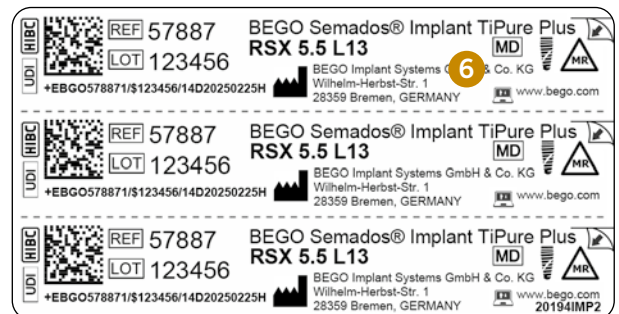 HIBC
UDI
REF 57887
LOT 123456
+EBGO578871/$123456/14D20250225H
BEGO Semados® Implant TiPure Plus
RSX 5.5 L13
MD
MR
BEGO Implant Systems G & Co. KG
6
Wilhelm-Herbst-Str. 1
28359 Bremen, GERMANY
www.bego.com
HIBC
UDI
REF 57887
LOT 123456
+EBGO578871/$123456/14D20250225H
BEGO Semados® Implant TiPure Plus
RSX 5.5 L13
MD
MR
BEGO Implant Systems GmbH & Co. KG
Wilhelm-Herbst-Str. 1
28359 Bremen, GERMANY
www.bego.com
HIBC
UDI
REF 57887
LOT 123456
+EBGO578871/$123456/14D20250225H
BEGO Semados® Implant TiPure Plus
RSX 5.5 L13
MD
MR
BEGO Implant Systems GmbH & Co. KG
Wilhelm-Herbst-Str. 1
28359 Bremen, GERMANY
www.bego.com
20194IMP2